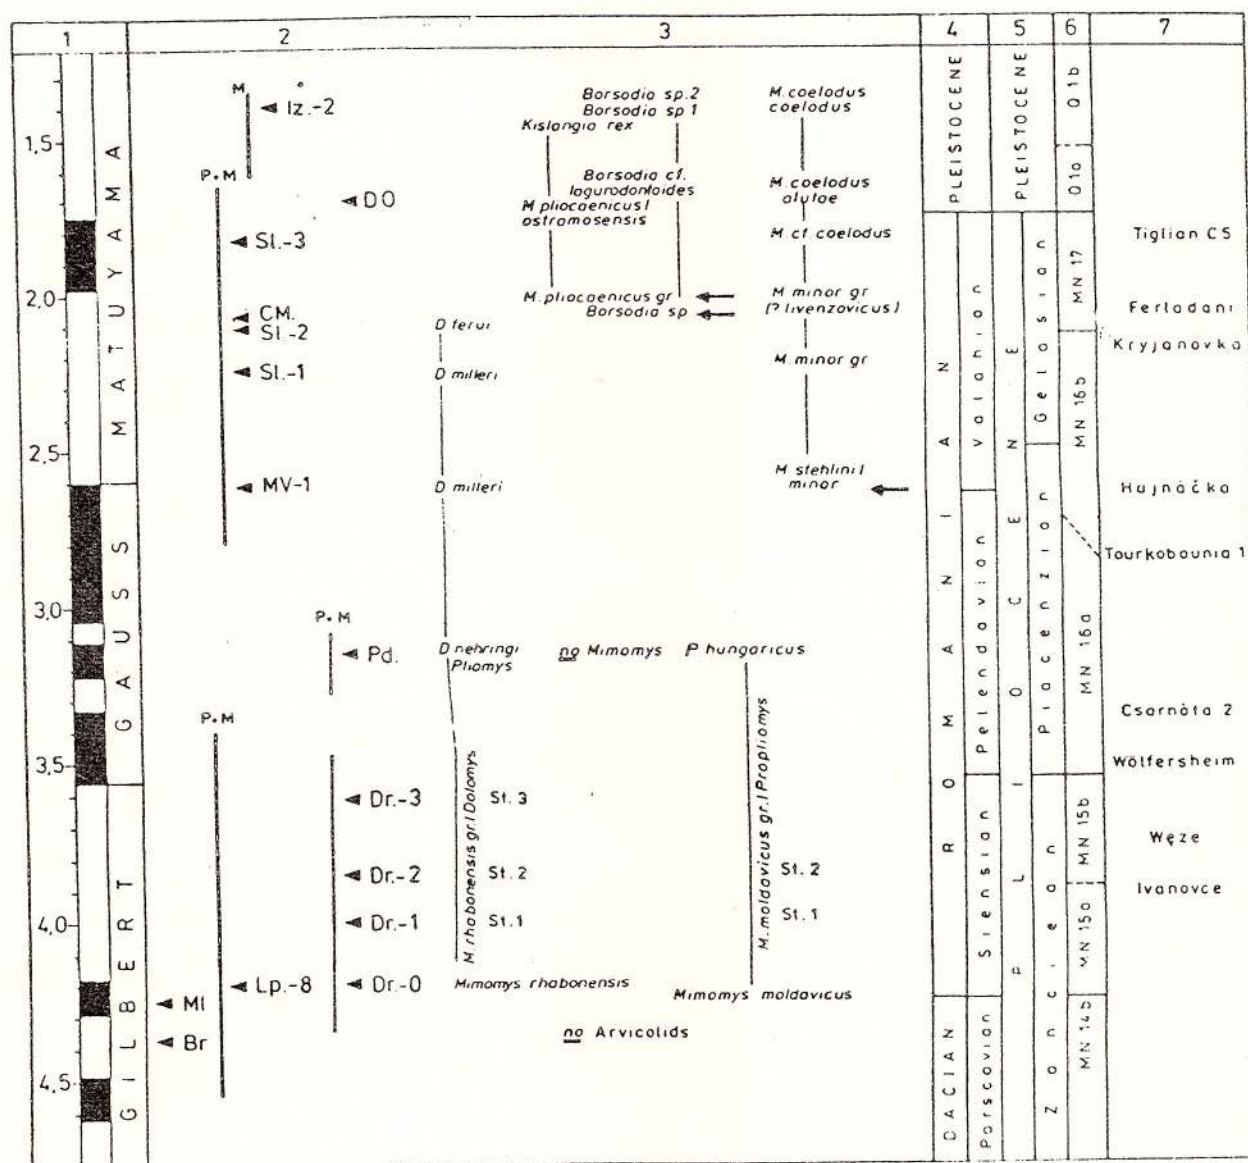 1
2
3
4
5
6
7
1,5
2.0
2.5
3.0
3.5
4.0
4.5
MATUYAMA
GAUSS
GILBERT
M
Iz.-2
P+M
DO
Sl.-3
CM.
Sl.-2
Sl.-1
MV-1
P+M
Pd.
P+M
Dr.-3
Dr.-2
Dr.-1
Lp.-8
Dr.-0
Ml
Br
Borsodia sp.2
Borsodia sp 1
Kislangia rex
Borsodia cf.
lagurodontoides
M pliocaenicus /
ostramosensis
M. pliocaenicus gr
Borsodia sp
M. coelodus
coelodus
M. coelodus
alutae
M. cf. coelodus
M minor gr
(? livenzovicus)
M. minor gr
M stehlini /
minor
D ferui
D milleri
D milleri
D nehringi
Pliomys
no Mimomys
P hungaricus
M. rhabonensis gr./Dolomys
St. 3
St. 2
St. 1
Mimomys rhabonensis
M. moldavicus gr./Propliomys
St. 2
St. 1
Mimomys moldavicus
no Arvicolids
PLEISTOCENE
ROMANIAN
DACIAN
Valahian
Pelendavian
Siensian
Parscovian
PLEISTOCENE
PLIOCENE
Gelasian
Piacenzian
Zanclean
Q1b
Q1a
MN 17
MN 16b
MN 16a
MN 15b
MN 15a
MN 14b
Tiglian C5
Ferladani
Kryjanovka
Hajnáčka
Tourkobounia 1
Csarnóta 2
Wölfersheim
Węze
Ivanovce